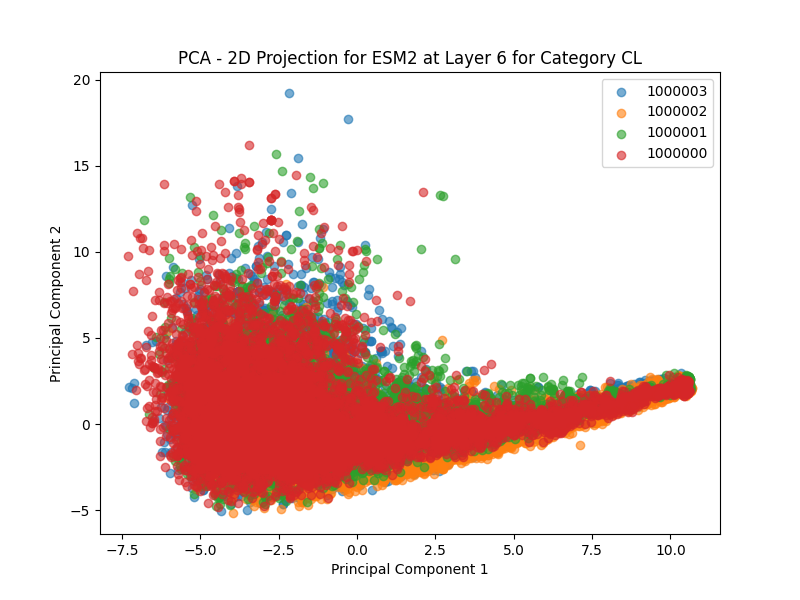 PCA - 2D Projection for ESM2 at Layer 6 for Category CL
1000003
1000002
1000001
1000000
Principal Component 2
20
15
10
5
0
−5
−7.5 −5.0 −2.5 0.0 2.5 5.0 7.5 10.0
Principal Component 1